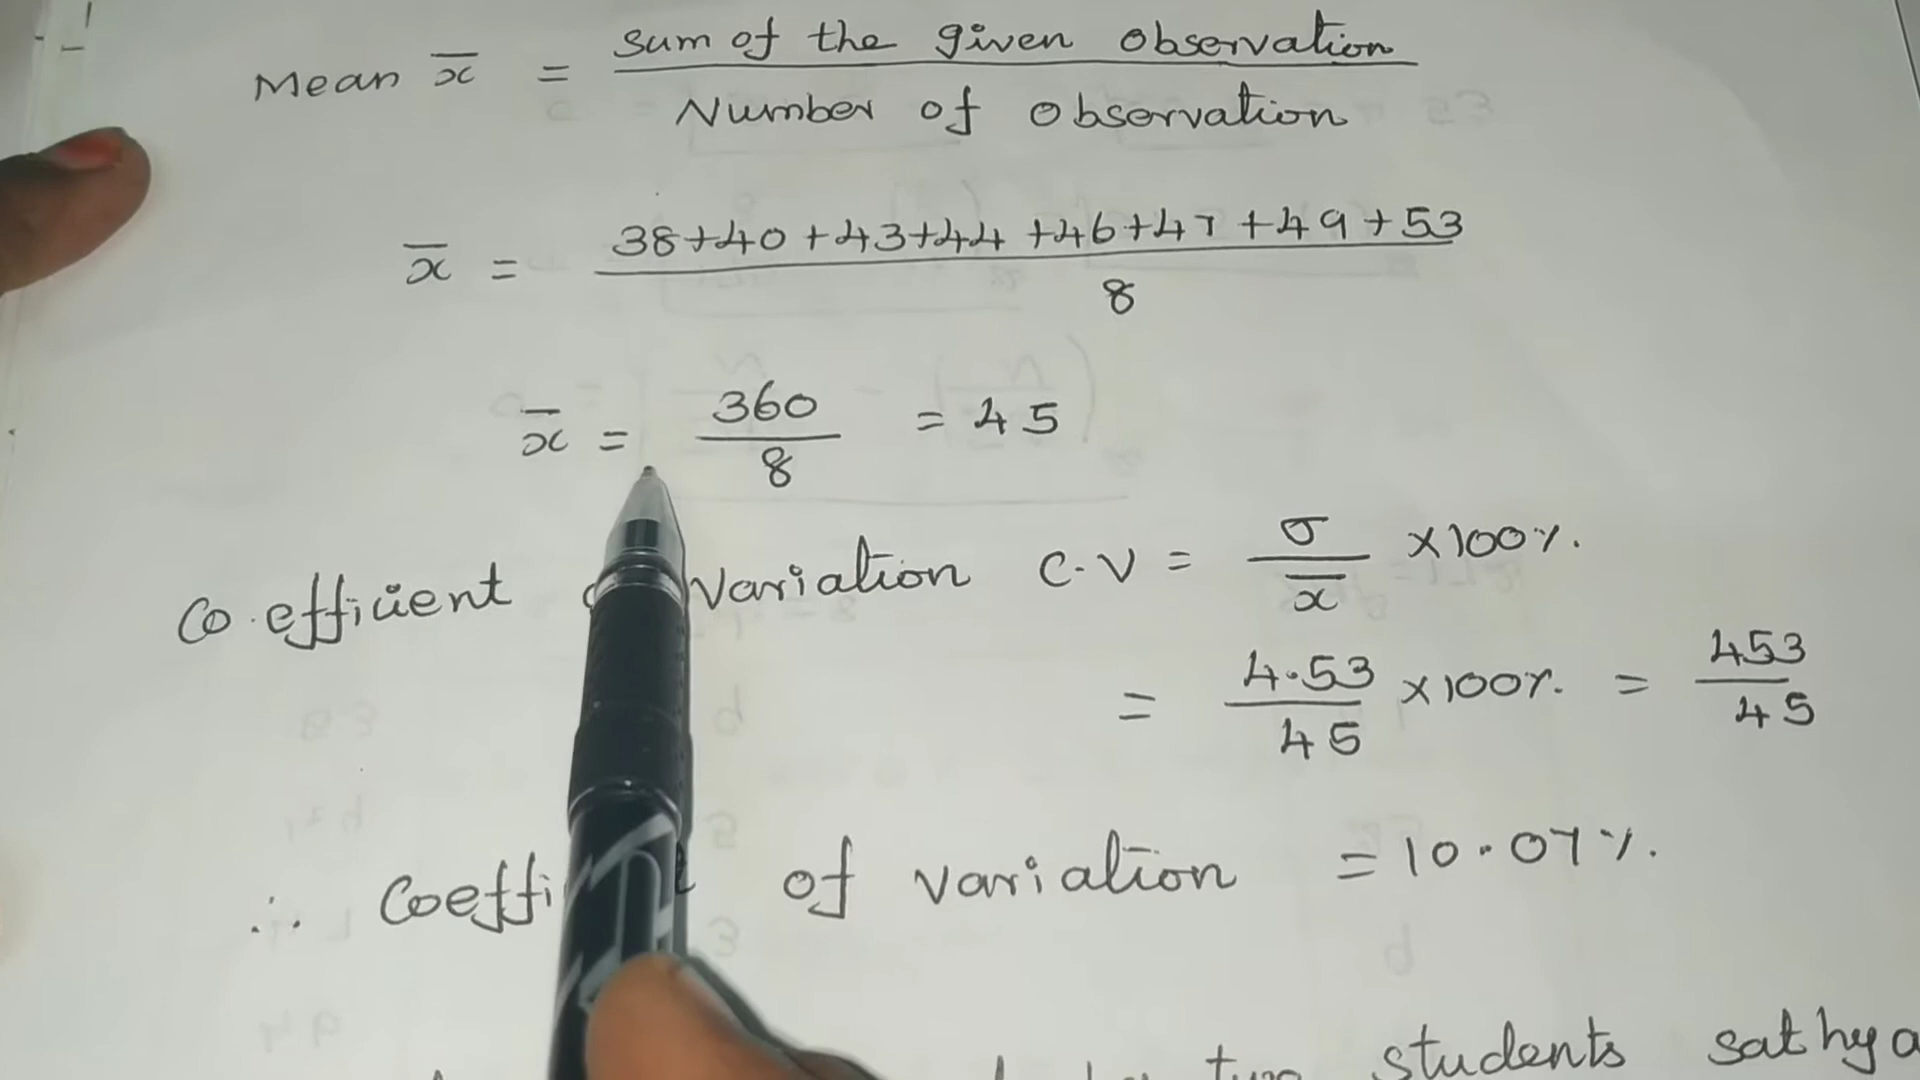 Mean x̄ = sum of the given observation / Number of observation
x̄ = 38+40+43+44+46+47+49+53 / 8
x̄ = 360 / 8 = 45
Co.efficient variation C.V = σ / x̄ ×100%.
= 4.53 / 45 ×100%. = 453 / 45
∴ Coeffi of variation = 10.07%.
two students sathya